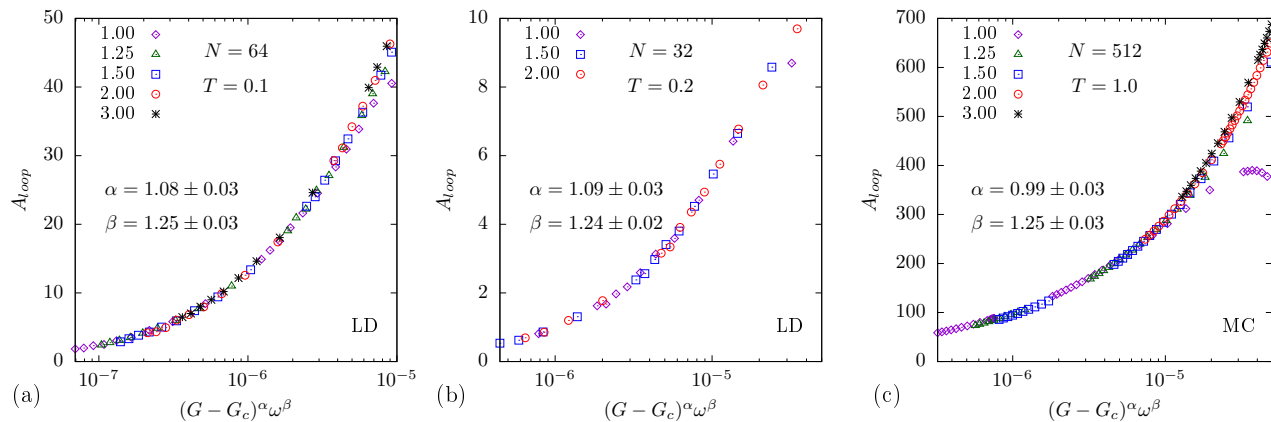 50
40
30
20
10
0
A_loop
1.00
1.25
1.50
2.00
3.00
N = 64
T = 0.1
α = 1.08 ± 0.03
β = 1.25 ± 0.03
LD
10⁻⁷
10⁻⁶
10⁻⁵
(a)
(G − G_c)^α ω^β
10
8
6
4
2
0
A_loop
1.00
1.50
2.00
N = 32
T = 0.2
α = 1.09 ± 0.03
β = 1.24 ± 0.02
LD
10⁻⁶
10⁻⁵
(b)
(G − G_c)^α ω^β
700
600
500
400
300
200
100
0
A_loop
1.00
1.25
1.50
2.00
3.00
N = 512
T = 1.0
α = 0.99 ± 0.03
β = 1.25 ± 0.03
MC
10⁻⁶
10⁻⁵
(c)
(G − G_c)^α ω^β